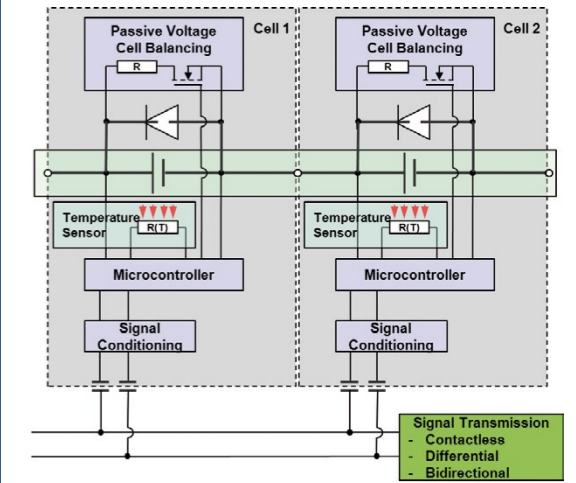 Passive Voltage
Cell Balancing
R
Cell 1
Temperature
Sensor
R(T)
Microcontroller
Signal
Conditioning
Passive Voltage
Cell Balancing
R
Cell 2
Temperature
Sensor
R(T)
Microcontroller
Signal
Conditioning
Signal Transmission
- Contactless
- Differential
- Bidirectional